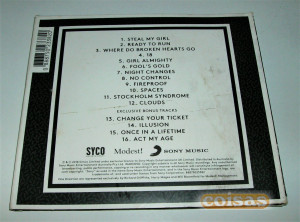 1. STEAL MY GIRL
2. READY TO RUN
3. WHERE DO BROKEN HEARTS GO
4. 18
5. GIRL ALMIGHTY
6. FOOL'S GOLD
7. NIGHT CHANGES
8. NO CONTROL
9. FIREPROOF
10. SPACES
11. STOCKHOLM SYNDROME
12. CLOUDS
EXCLUSIVE BONUS TRACKS
13. CHANGE YOUR TICKET
14. ILLUSION
15. ONCE IN A LIFETIME
16. ACT MY AGE
SYCO Modest! SONY MUSIC
coisas